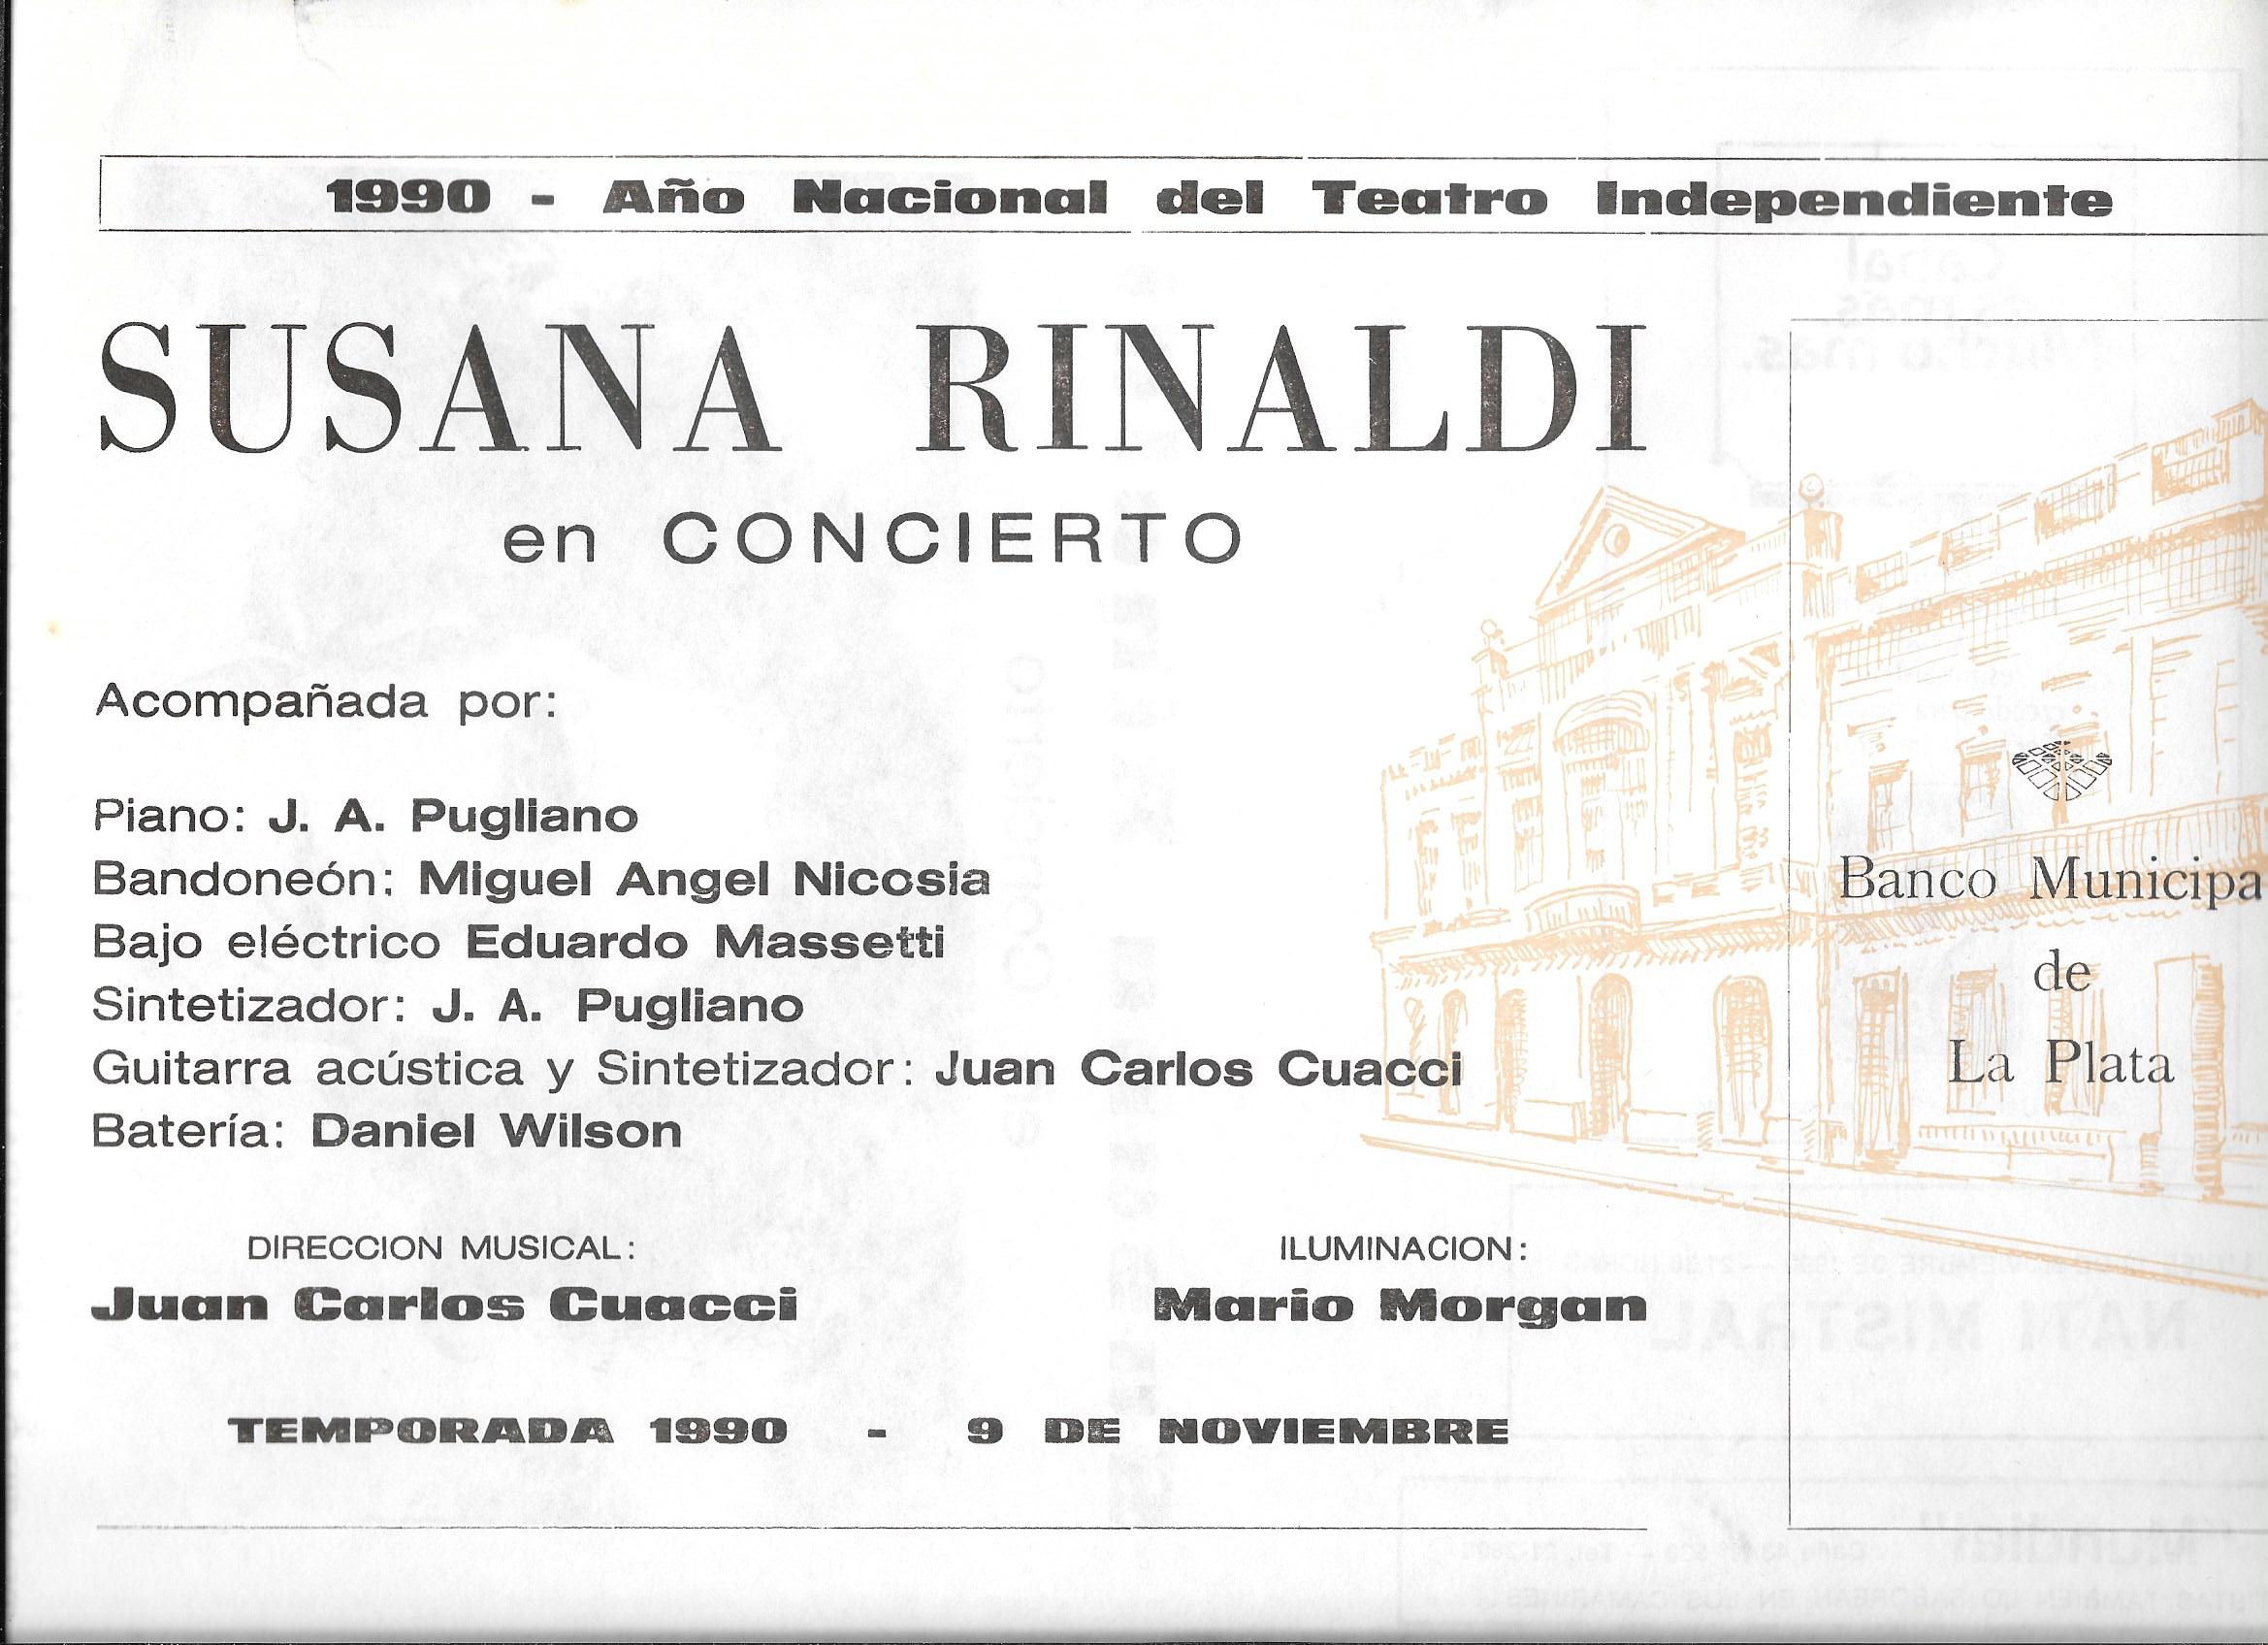 1990 - Año Nacional del Teatro Independiente
SUSANA RINALDI
en CONCIERTO
Acompañada por:
Piano: J. A. Pugliano
Bandoneón: Miguel Angel Nicosia
Bajo eléctrico Eduardo Massetti
Sintetizador: J. A. Pugliano
Guitarra acústica y Sintetizador: Juan Carlos Cuacci
Batería: Daniel Wilson
DIRECCION MUSICAL:
Juan Carlos Cuacci
ILUMINACION:
Mario Morgan
TEMPORADA 1990 - 9 DE NOVIEMBRE
Banco Municipa
de
La Plata
NATI MISTRAL